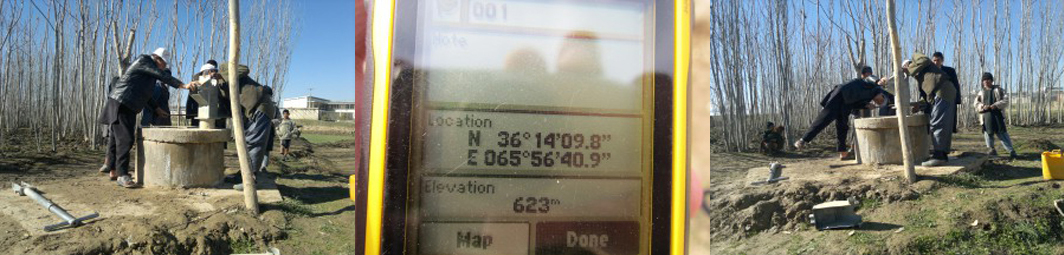 001
Note
Location
N 36°14'09.8"
E 065°56'40.9"
Elevation
623m
Map
Done